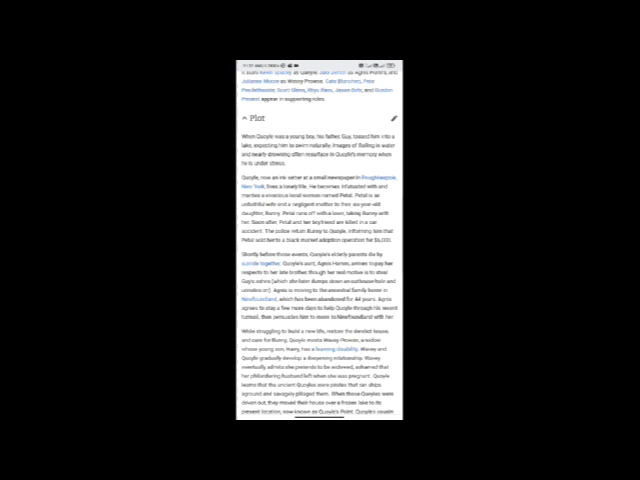 Julianne Moore as Wavey Prowse. Cate Blanchett, Pete
Postlethwaite, Scott Glenn, Rhys Ifans, Jason Behr, and Gordon
Pinsent appear in supporting roles.
Plot
When Quoyle was a young boy, his father, Guy, tossed him into a
lake, expecting him to swim naturally. Images of flailing in water
and nearly drowning often resurface in Quoyle's memory when
he is under stress.
Quoyle, now an ink setter at a small newspaper in Poughkeepsie,
New York, lives a lonely life. He becomes infatuated with and
marries a vivacious local woman named Petal. Petal is an
unfaithful wife and a negligent mother to their six-year-old
daughter, Bunny. Petal runs off with a lover, taking Bunny with
her. Soon after, Petal and her boyfriend are killed in a car
accident. The police return Bunny to Quoyle, informing him that
Petal sold her to a black market adoption operation for $6,000.
Shortly before those events, Quoyle's elderly parents die by
suicide together. Quoyle's aunt, Agnis Hamm, arrives to pay her
respects to her late brother, though her real motive is to steal
Guy's ashes (which she later dumps down an outhouse hole and
urinates on). Agnis is moving to the ancestral family home in
Newfoundland, which has been abandoned for 44 years. Agnis
agrees to stay a few more days to help Quoyle through his recent
turmoil, then persuades him to move to Newfoundland with her.
While struggling to build a new life, restore the derelict house,
and care for Bunny, Quoyle meets Wavey Prowse, a widow
whose young son, Harry, has a learning disability. Wavey and
Quoyle gradually develop a deepening relationship. Wavey
eventually admits she pretends to be widowed, ashamed that
her philandering husband left when she was pregnant. Quoyle
learns that the ancient Quoyles were pirates that ran ships
aground and savagely pillaged them. When those Quoyles were
driven out, they moved their house over a frozen lake to its
present location, now known as Quoyle's Point. Quoyle's cousin